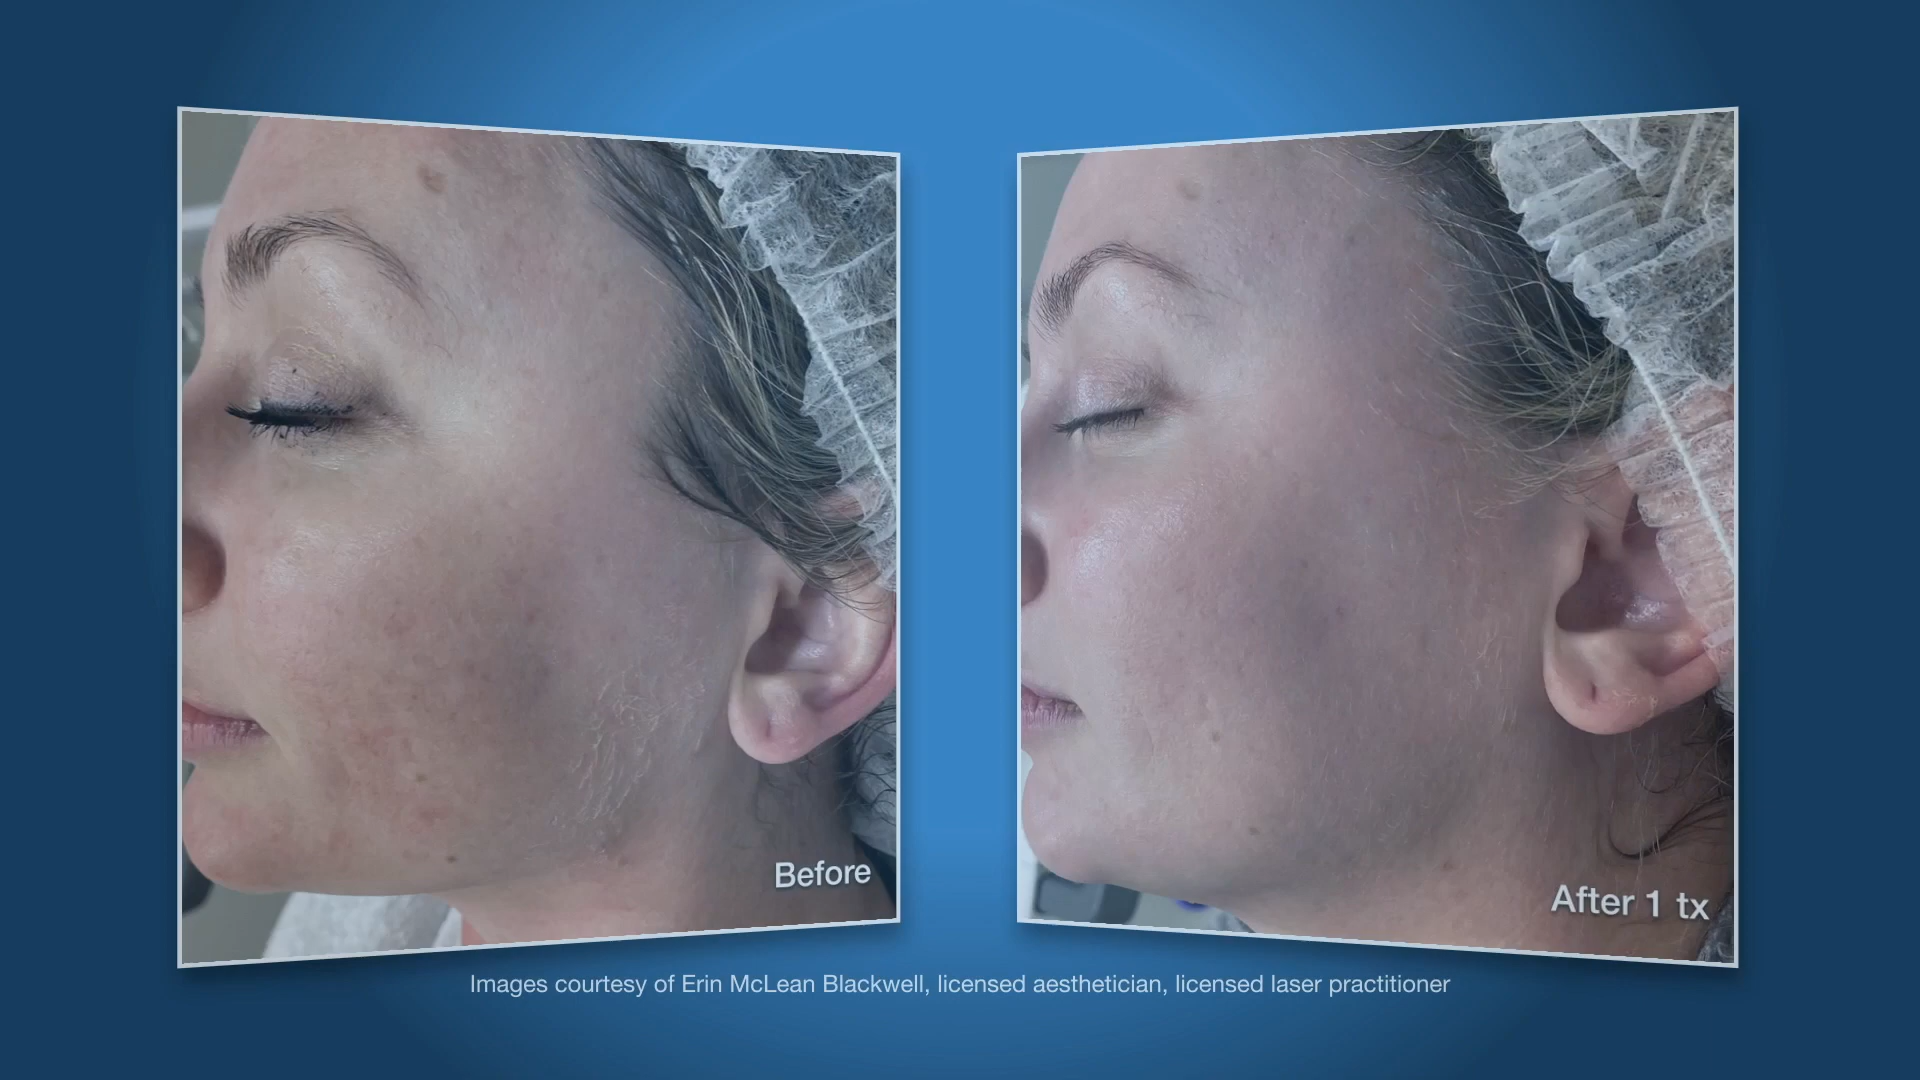 Before
After 1 tx
Images courtesy of Erin McLean Blackwell, licensed aesthetician, licensed laser practitioner